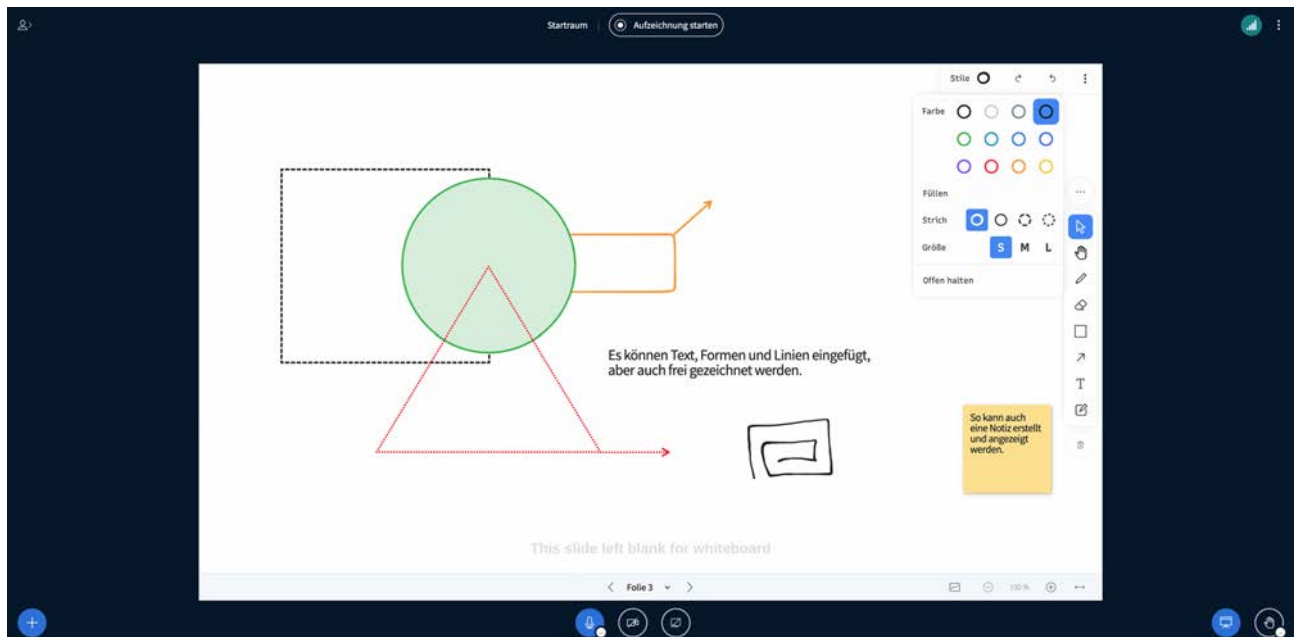 Startraum
Aufzeichnung starten
Stile
Farbe
Füllen
Strich
Größe S M L
Offen halten
T
Es können Text, Formen und Linien eingefügt,
aber auch frei gezeichnet werden.
So kann auch
eine Notiz erstellt
und angezeigt
werden.
This slide left blank for whiteboard
Folie 3
100 %